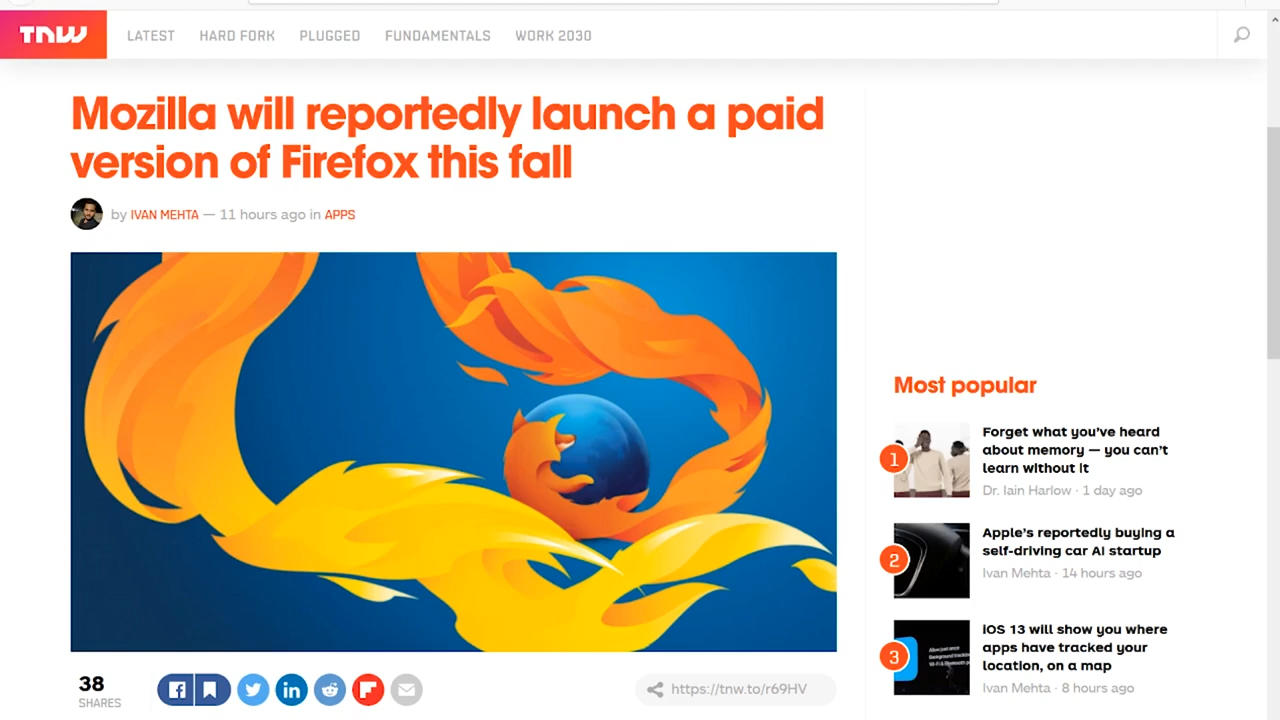 TNW
LATEST
HARD FORK
PLUGGED
FUNDAMENTALS
WORK 2030
Mozilla will reportedly launch a paid
version of Firefox this fall
by IVAN MEHTA — 11 hours ago in APPS
Most popular
1
Forget what you've heard
about memory — you can't
learn without it
Dr. Iain Harlow · 1 day ago
2
Apple's reportedly buying a
self-driving car AI startup
Ivan Mehta · 14 hours ago
3
iOS 13 will show you where
apps have tracked your
location, on a map
Ivan Mehta · 8 hours ago
38
SHARES
https://tnw.to/r69HV